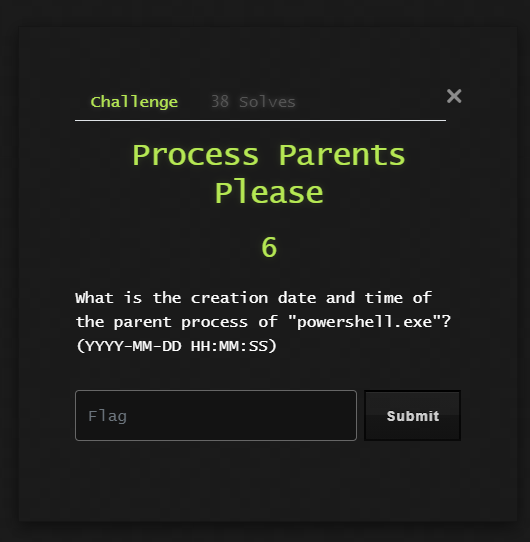 Challenge 38 Solves ×
Process Parents
Please
6
What is the creation date and time of
the parent process of "powershell.exe"?
(YYYY-MM-DD HH:MM:SS)
Flag Submit